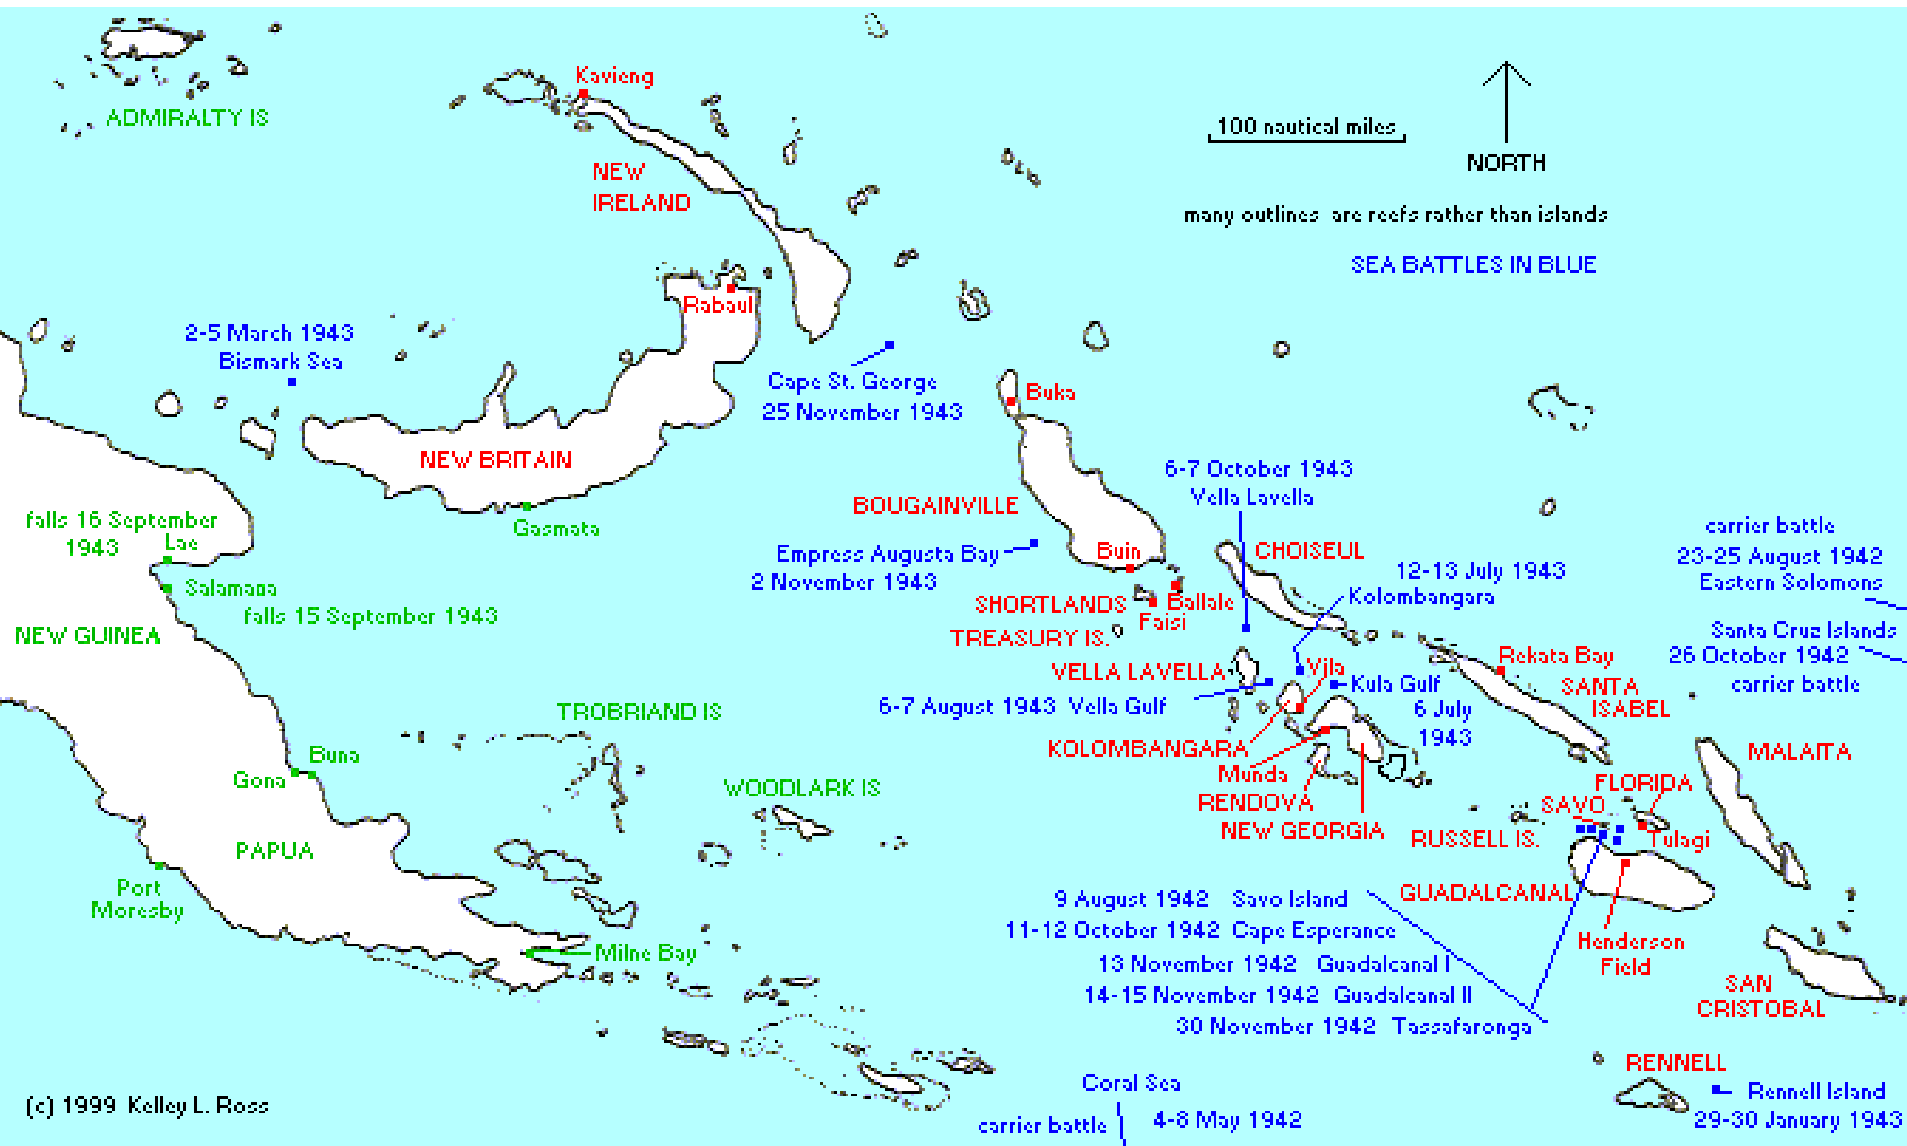 Kavieng
ADMIRALTY IS
100 nautical miles
NORTH
NEW
IRELAND
many outlines are reefs rather than islands
SEA BATTLES IN BLUE
Rabaul
2-5 March 1943
Bismark Sea
Cape St. George
25 November 1943
Buka
NEW BRITAIN
6-7 October 1943
Vella Lavella
BOUGAINVILLE
falls 16 September
1943
Lae
Gasmata
carrier battle
23-25 August 1942
Eastern Solomons
Empress Augusta Bay
2 November 1943
Buin
CHOISEUL
12-13 July 1943
Kolombangara
Salamana
falls 15 September 1943
SHORTLANDS
Ballale
Faisi
NEW GUINEA
TREASURY IS.
Santa Cruz Islands
26 October 1942
carrier battle
VELLA LAVELLA
Vila
Rekata Bay
SANTA
ISABEL
Kula Gulf
6 July
1943
6-7 August 1943 Vella Gulf
TROBRIAND IS
KOLOMBANGARA
Munda
RENDOVA
NEW GEORGIA
MALAITA
Buna
Gona
WOODLARK IS
FLORIDA
SAVO
RUSSELL IS.
Tulagi
PAPUA
Port
Moresby
GUADALCANAL
9 August 1942 Savo Island
11-12 October 1942 Cape Esperance
13 November 1942 Guadalcanal I
14-15 November 1942 Guadalcanal II
30 November 1942 Tassafaronga
Henderson
Field
Milne Bay
SAN
CRISTOBAL
RENNELL
Rennell Island
29-30 January 1943
Coral Sea
carrier battle
4-8 May 1942
(c) 1999 Kelley L. Ross